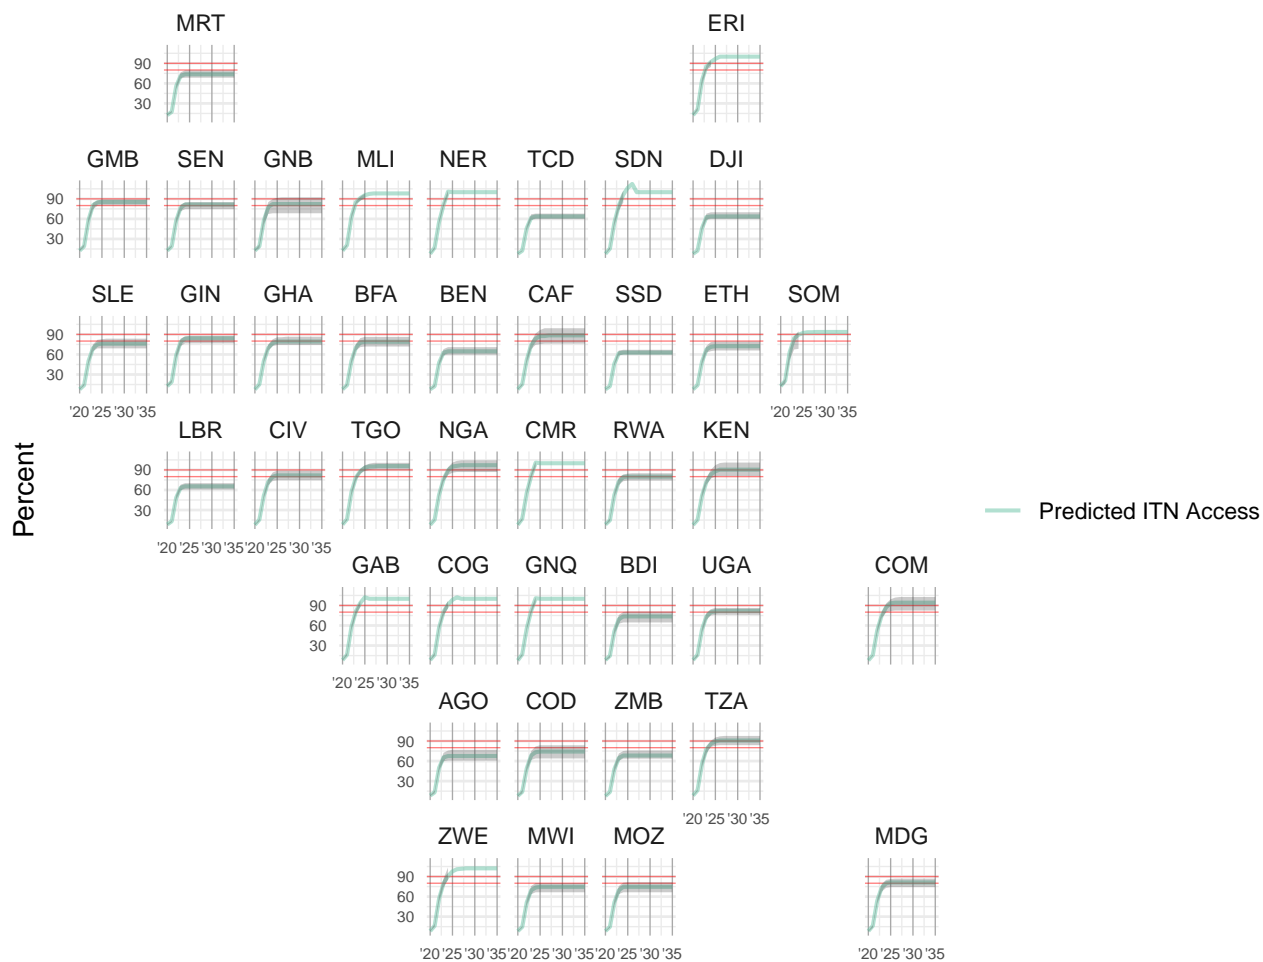 MRT ERI
90
60
30
GMB SEN GNB MLI NER TCD SDN DJI
90
60
30
SLE GIN GHA BFA BEN CAF SSD ETH SOM
90
60
30
'20 '25 '30 '35
LBR CIV TGO NGA CMR RWA KEN
90
60
30
'20 '25 '30 '35 '20 '25 '30 '35
Percent
Predicted ITN Access
GAB COG GNQ BDI UGA COM
90
60
30
'20 '25 '30 '35
AGO COD ZMB TZA
90
60
30
'20 '25 '30 '35
ZWE MWI MOZ MDG
90
60
30
'20 '25 '30 '35 '20 '25 '30 '35 '20 '25 '30 '35 '20 '25 '30 '35